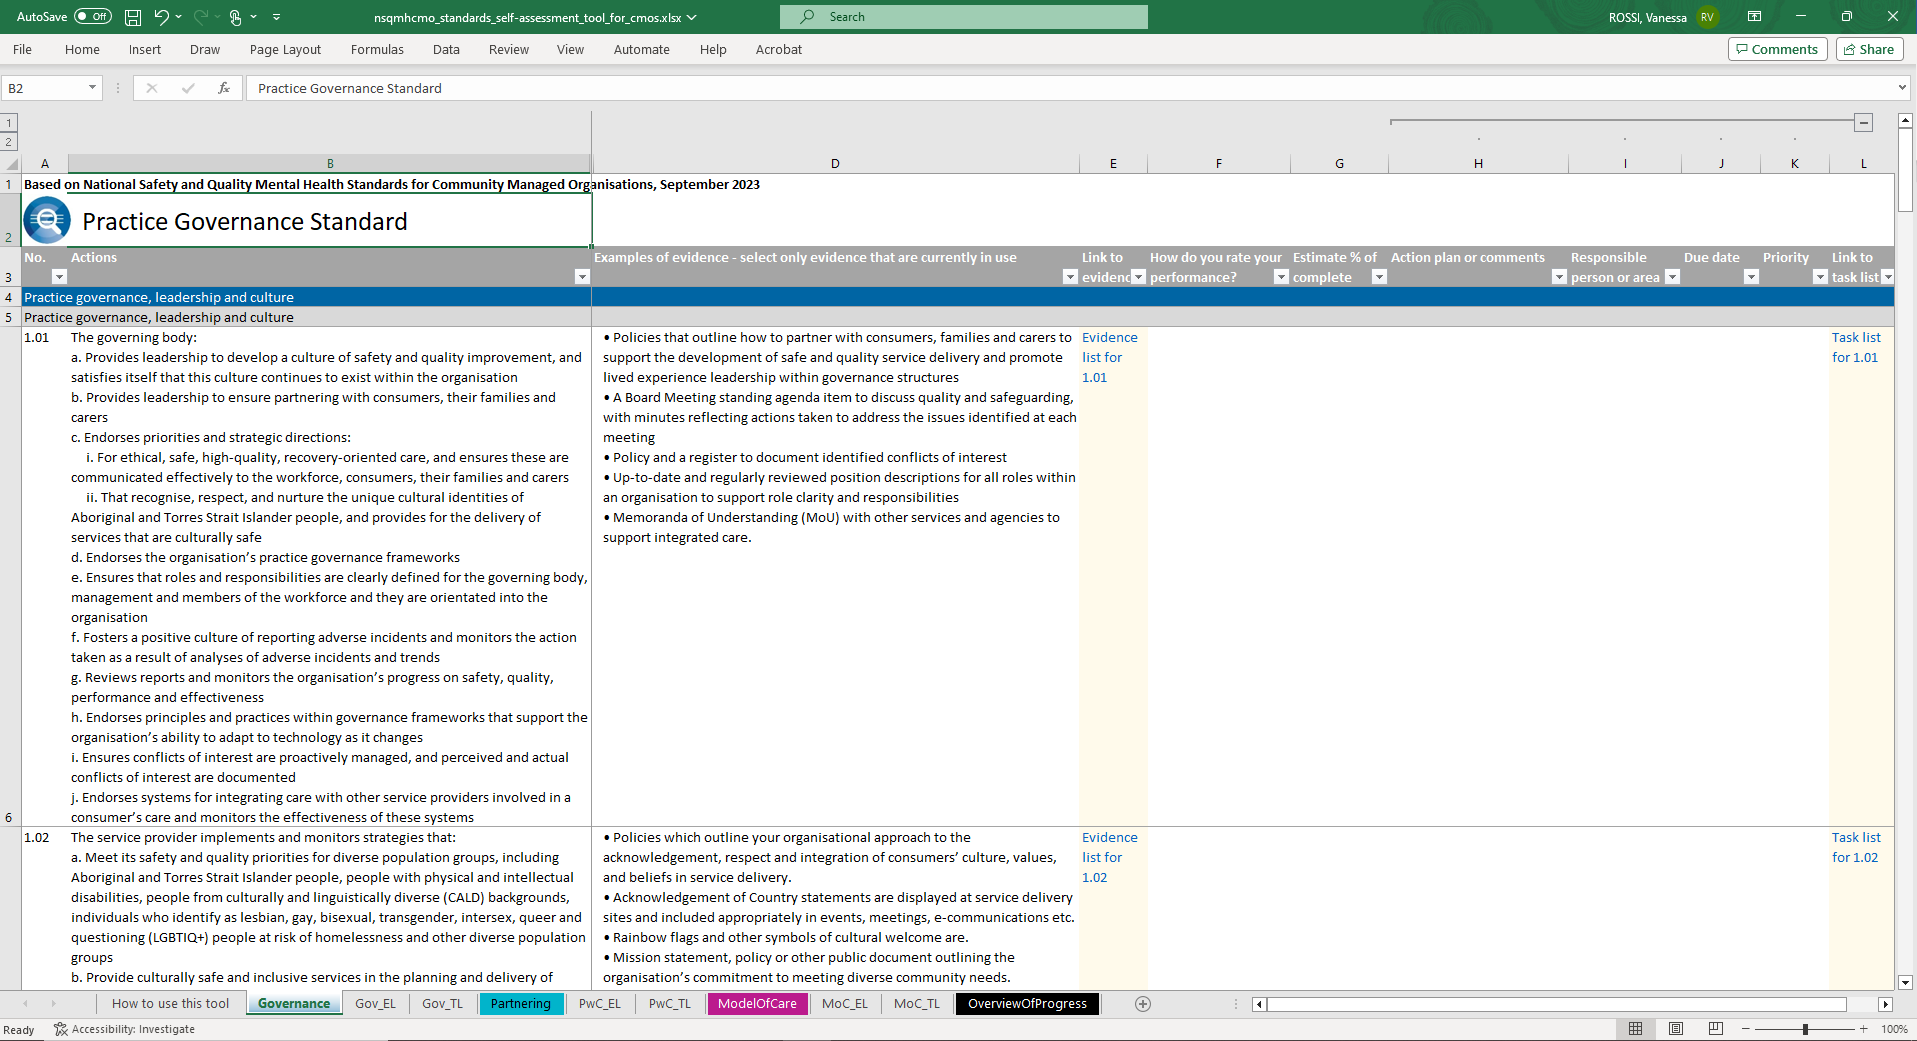 AutoSave Off nsqmhcmo_standards_self-assessment_tool_for_cmos.xlsx Search ROSSI, Vanessa RV
File Home Insert Draw Page Layout Formulas Data Review View Automate Help Acrobat Comments Share
B2 fx Practice Governance Standard
1
2
A B D E F G H I J K L
1 Based on National Safety and Quality Mental Health Standards for Community Managed Organisations, September 2023
2 Practice Governance Standard
No. Actions Examples of evidence - select only evidence that are currently in use Link to How do you rate your Estimate % of Action plan or comments Responsible Due date Priority Link to
3 evidenc performance? complete person or area task list
4 Practice governance, leadership and culture
5 Practice governance, leadership and culture
1.01 The governing body:
a. Provides leadership to develop a culture of safety and quality improvement, and
satisfies itself that this culture continues to exist within the organisation
b. Provides leadership to ensure partnering with consumers, their families and
carers
c. Endorses priorities and strategic directions:
i. For ethical, safe, high-quality, recovery-oriented care, and ensures these are
communicated effectively to the workforce, consumers, their families and carers
ii. That recognise, respect, and nurture the unique cultural identities of
Aboriginal and Torres Strait Islander people, and provides for the delivery of
services that are culturally safe
d. Endorses the organisation’s practice governance frameworks
e. Ensures that roles and responsibilities are clearly defined for the governing body,
management and members of the workforce and they are orientated into the
organisation
f. Fosters a positive culture of reporting adverse incidents and monitors the action
taken as a result of analyses of adverse incidents and trends
g. Reviews reports and monitors the organisation’s progress on safety, quality,
performance and effectiveness
h. Endorses principles and practices within governance frameworks that support the
organisation’s ability to adapt to technology as it changes
i. Ensures conflicts of interest are proactively managed, and perceived and actual
conflicts of interest are documented
j. Endorses systems for integrating care with other service providers involved in a
6 consumer’s care and monitors the effectiveness of these systems
• Policies that outline how to partner with consumers, families and carers to
support the development of safe and quality service delivery and promote
lived experience leadership within governance structures
• A Board Meeting standing agenda item to discuss quality and safeguarding,
with minutes reflecting actions taken to address the issues identified at each
meeting
• Policy and a register to document identified conflicts of interest
• Up-to-date and regularly reviewed position descriptions for all roles within
an organisation to support role clarity and responsibilities
• Memoranda of Understanding (MoU) with other services and agencies to
support integrated care.
Evidence
list for
1.01
Task list
for 1.01
1.02 The service provider implements and monitors strategies that:
a. Meet its safety and quality priorities for diverse population groups, including
Aboriginal and Torres Strait Islander people, people with physical and intellectual
disabilities, people from culturally and linguistically diverse (CALD) backgrounds,
individuals who identify as lesbian, gay, bisexual, transgender, intersex, queer and
questioning (LGBTIQ+) people at risk of homelessness and other diverse population
groups
b. Provide culturally safe and inclusive services in the planning and delivery of
• Policies which outline your organisational approach to the
acknowledgement, respect and integration of consumers’ culture, values,
and beliefs in service delivery.
• Acknowledgement of Country statements are displayed at service delivery
sites and included appropriately in events, meetings, e-communications etc.
• Rainbow flags and other symbols of cultural welcome are.
• Mission statement, policy or other public document outlining the
organisation’s commitment to meeting diverse community needs.
Evidence
list for
1.02
Task list
for 1.02
How to use this tool Governance Gov_EL Gov_TL Partnering PwC_EL PwC_TL ModelOfCare MoC_EL MoC_TL OverviewOfProgress
Ready Accessibility: Investigate 100%